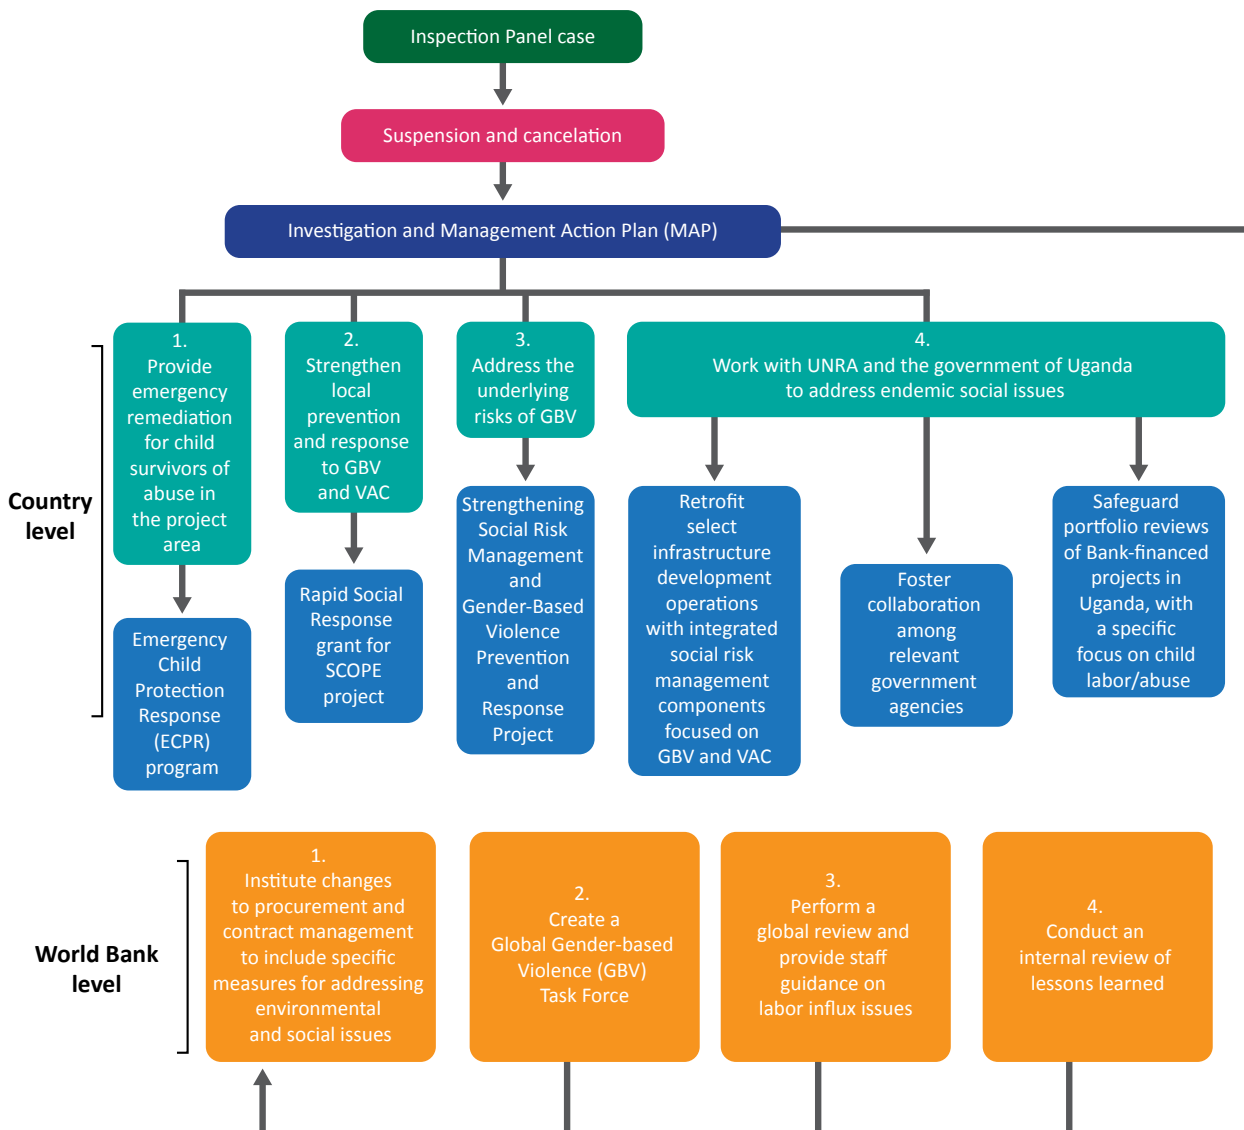 Inspection Panel case
Suspension and cancelation
Investigation and Management Action Plan (MAP)
Country
level
1.
Provide
emergency
remediation
for child
survivors of
abuse in
the project
area
2.
Strengthen
local
prevention
and response
to GBV
and VAC
3.
Address the
underlying
risks of GBV
4.
Work with UNRA and the government of Uganda
to address endemic social issues
Emergency
Child
Protection
Response
(ECPR)
program
Rapid Social
Response
grant for
SCOPE
project
Strengthening
Social Risk
Management
and
Gender-Based
Violence
Prevention
and
Response
Project
Retrofit
select
infrastructure
development
operations
with integrated
social risk
management
components
focused on
GBV and VAC
Foster
collaboration
among
relevant
government
agencies
Safeguard
portfolio reviews
of Bank-financed
projects in
Uganda, with
a specific
focus on child
labor/abuse
World Bank
level
1.
Institute changes
to procurement and
contract management
to include specific
measures for addressing
environmental
and social issues
2.
Create a
Global Gender-based
Violence (GBV)
Task Force
3.
Perform a
global review and
provide staff
guidance on
labor influx issues
4.
Conduct an
internal review of
lessons learned